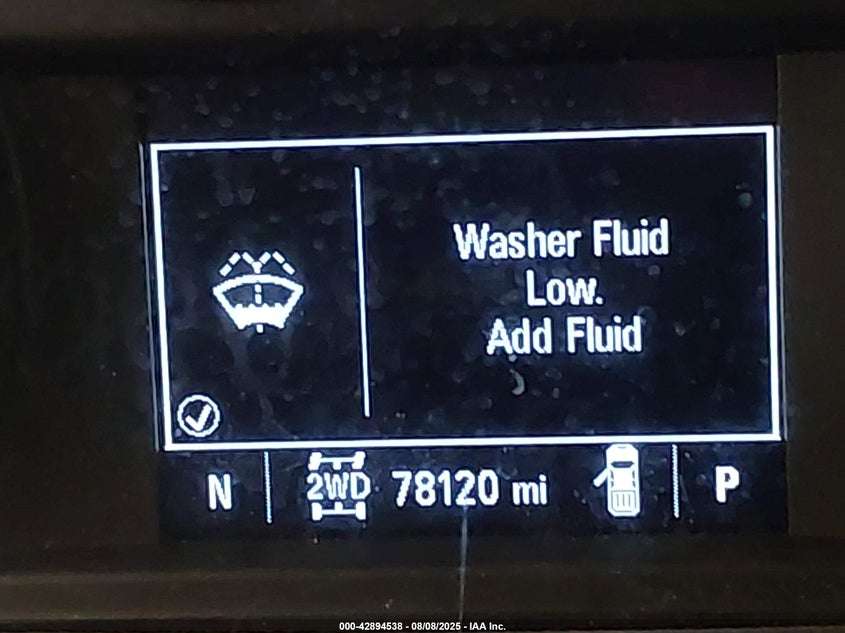 Washer Fluid
Low.
Add Fluid
N 2WD 78120 mi P
000-42894538 - 08/08/2025 - IAA Inc.